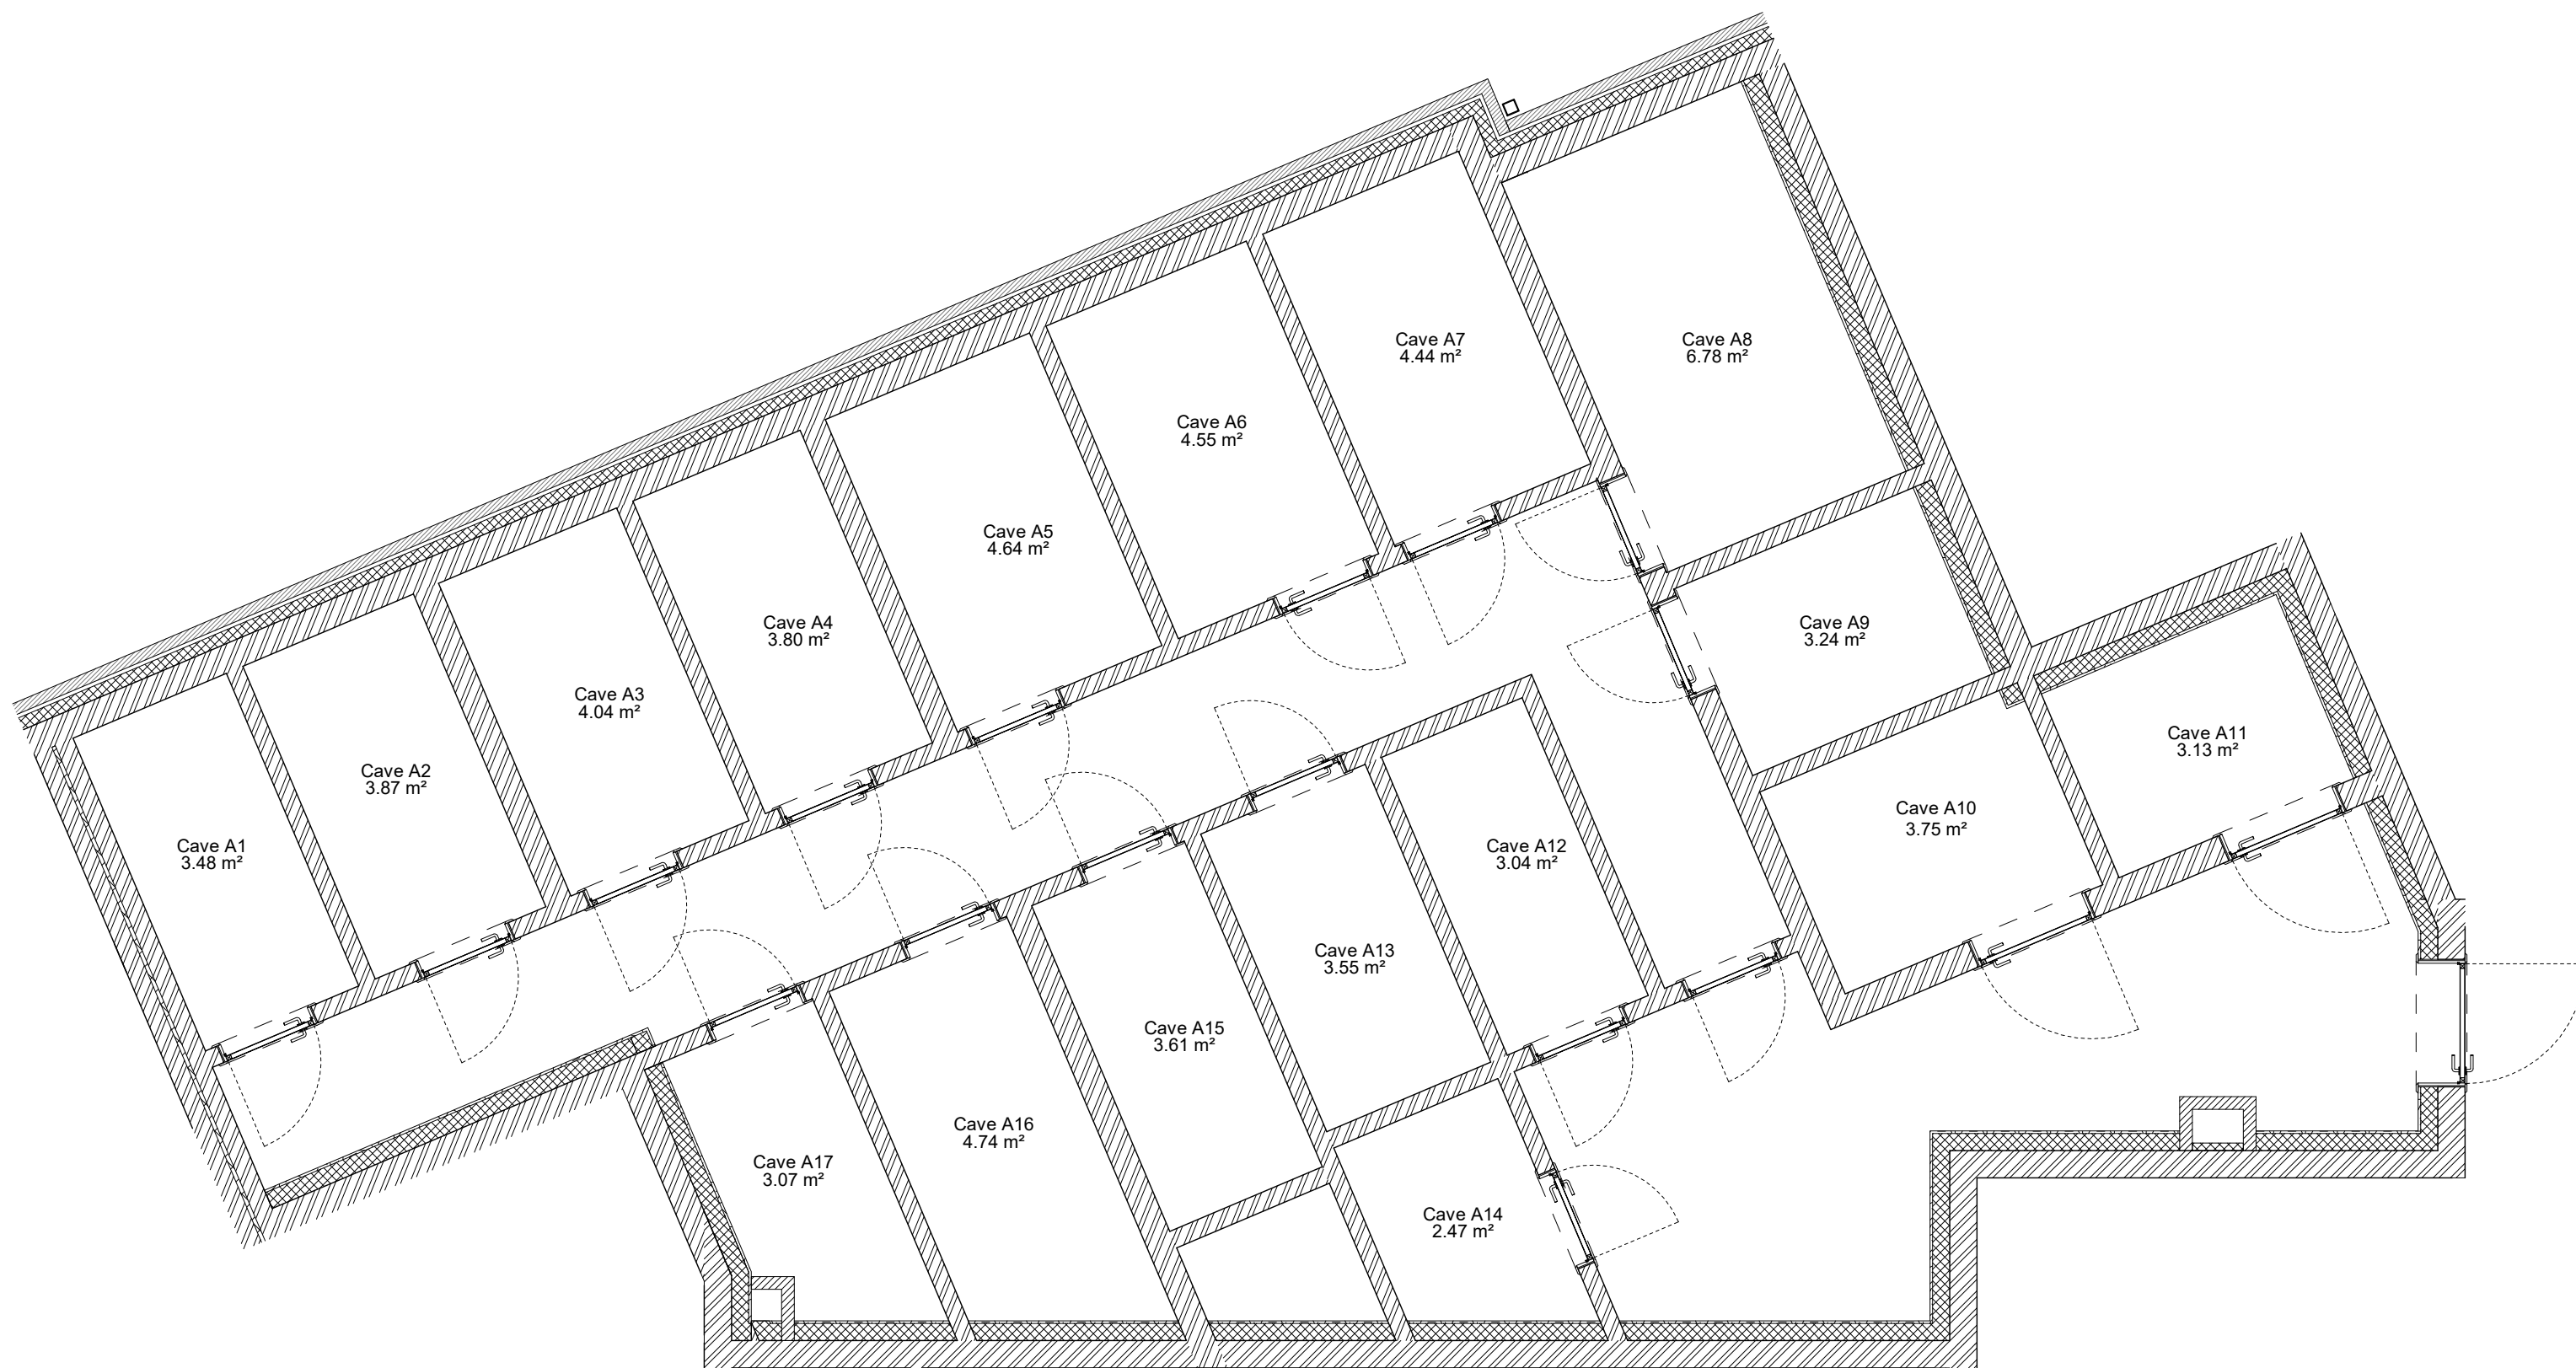 Cave A1
3.48 m²
Cave A2
3.87 m²
Cave A3
4.04 m²
Cave A4
3.80 m²
Cave A5
4.64 m²
Cave A6
4.55 m²
Cave A7
4.44 m²
Cave A8
6.78 m²
Cave A9
3.24 m²
Cave A10
3.75 m²
Cave A11
3.13 m²
Cave A12
3.04 m²
Cave A13
3.55 m²
Cave A14
2.47 m²
Cave A15
3.61 m²
Cave A16
4.74 m²
Cave A17
3.07 m²